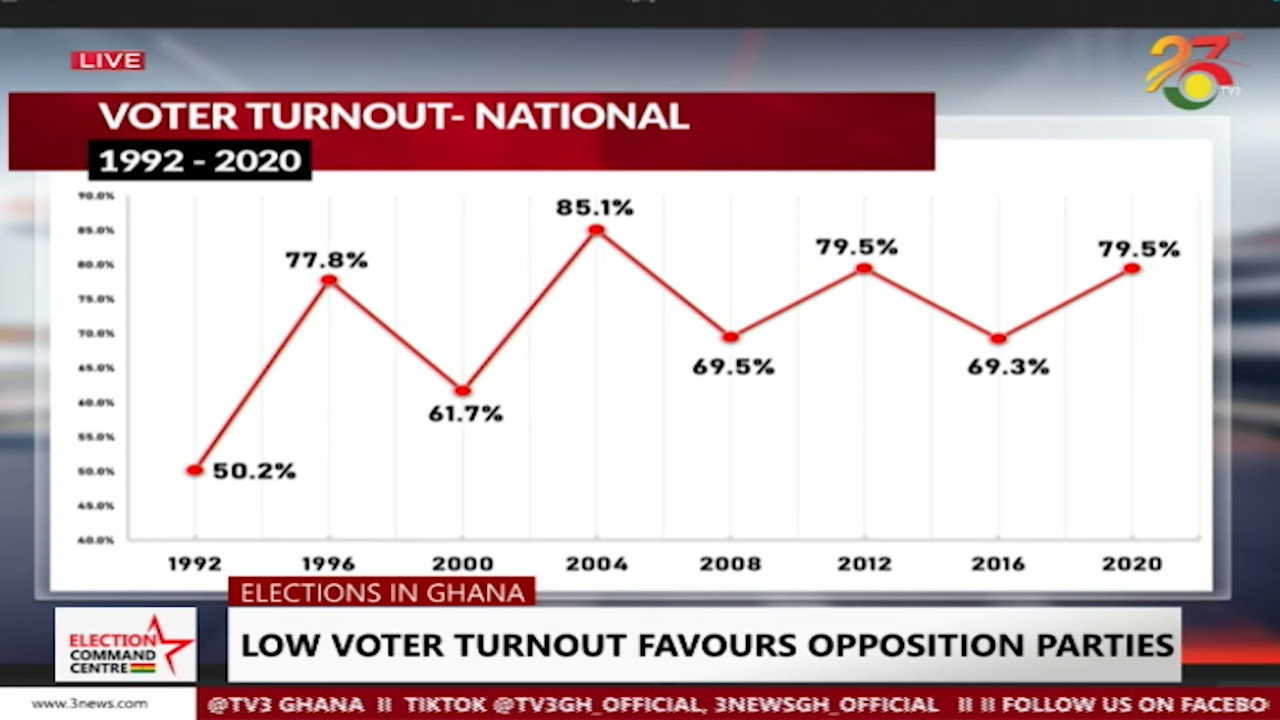 LIVE
23
TV3
VOTER TURNOUT- NATIONAL
1992 - 2020
90.0%
85.0%
80.0%
75.0%
70.0%
65.0%
60.0%
55.0%
50.0%
45.0%
40.0%
50.2%
77.8%
61.7%
85.1%
69.5%
79.5%
69.3%
79.5%
1992 1996 2000 2004 2008 2012 2016 2020
ELECTIONS IN GHANA
ELECTION
COMMAND
CENTRE
LOW VOTER TURNOUT FAVOURS OPPOSITION PARTIES
www.3news.com
@TV3 GHANA II TIKTOK @TV3GH_OFFICIAL, 3NEWSGH_OFFICIAL II II FOLLOW US ON FACEBO